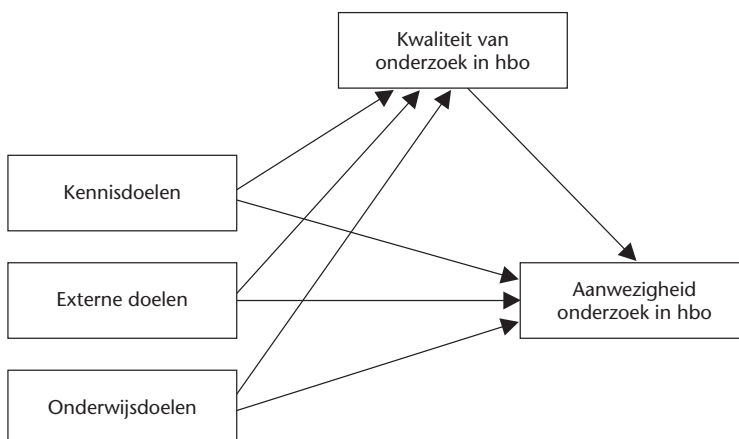 Kwaliteit van
onderzoek in hbo
Kennisdoelen
Externe doelen
Aanwezigheid
onderzoek in hbo
Onderwijsdoelen